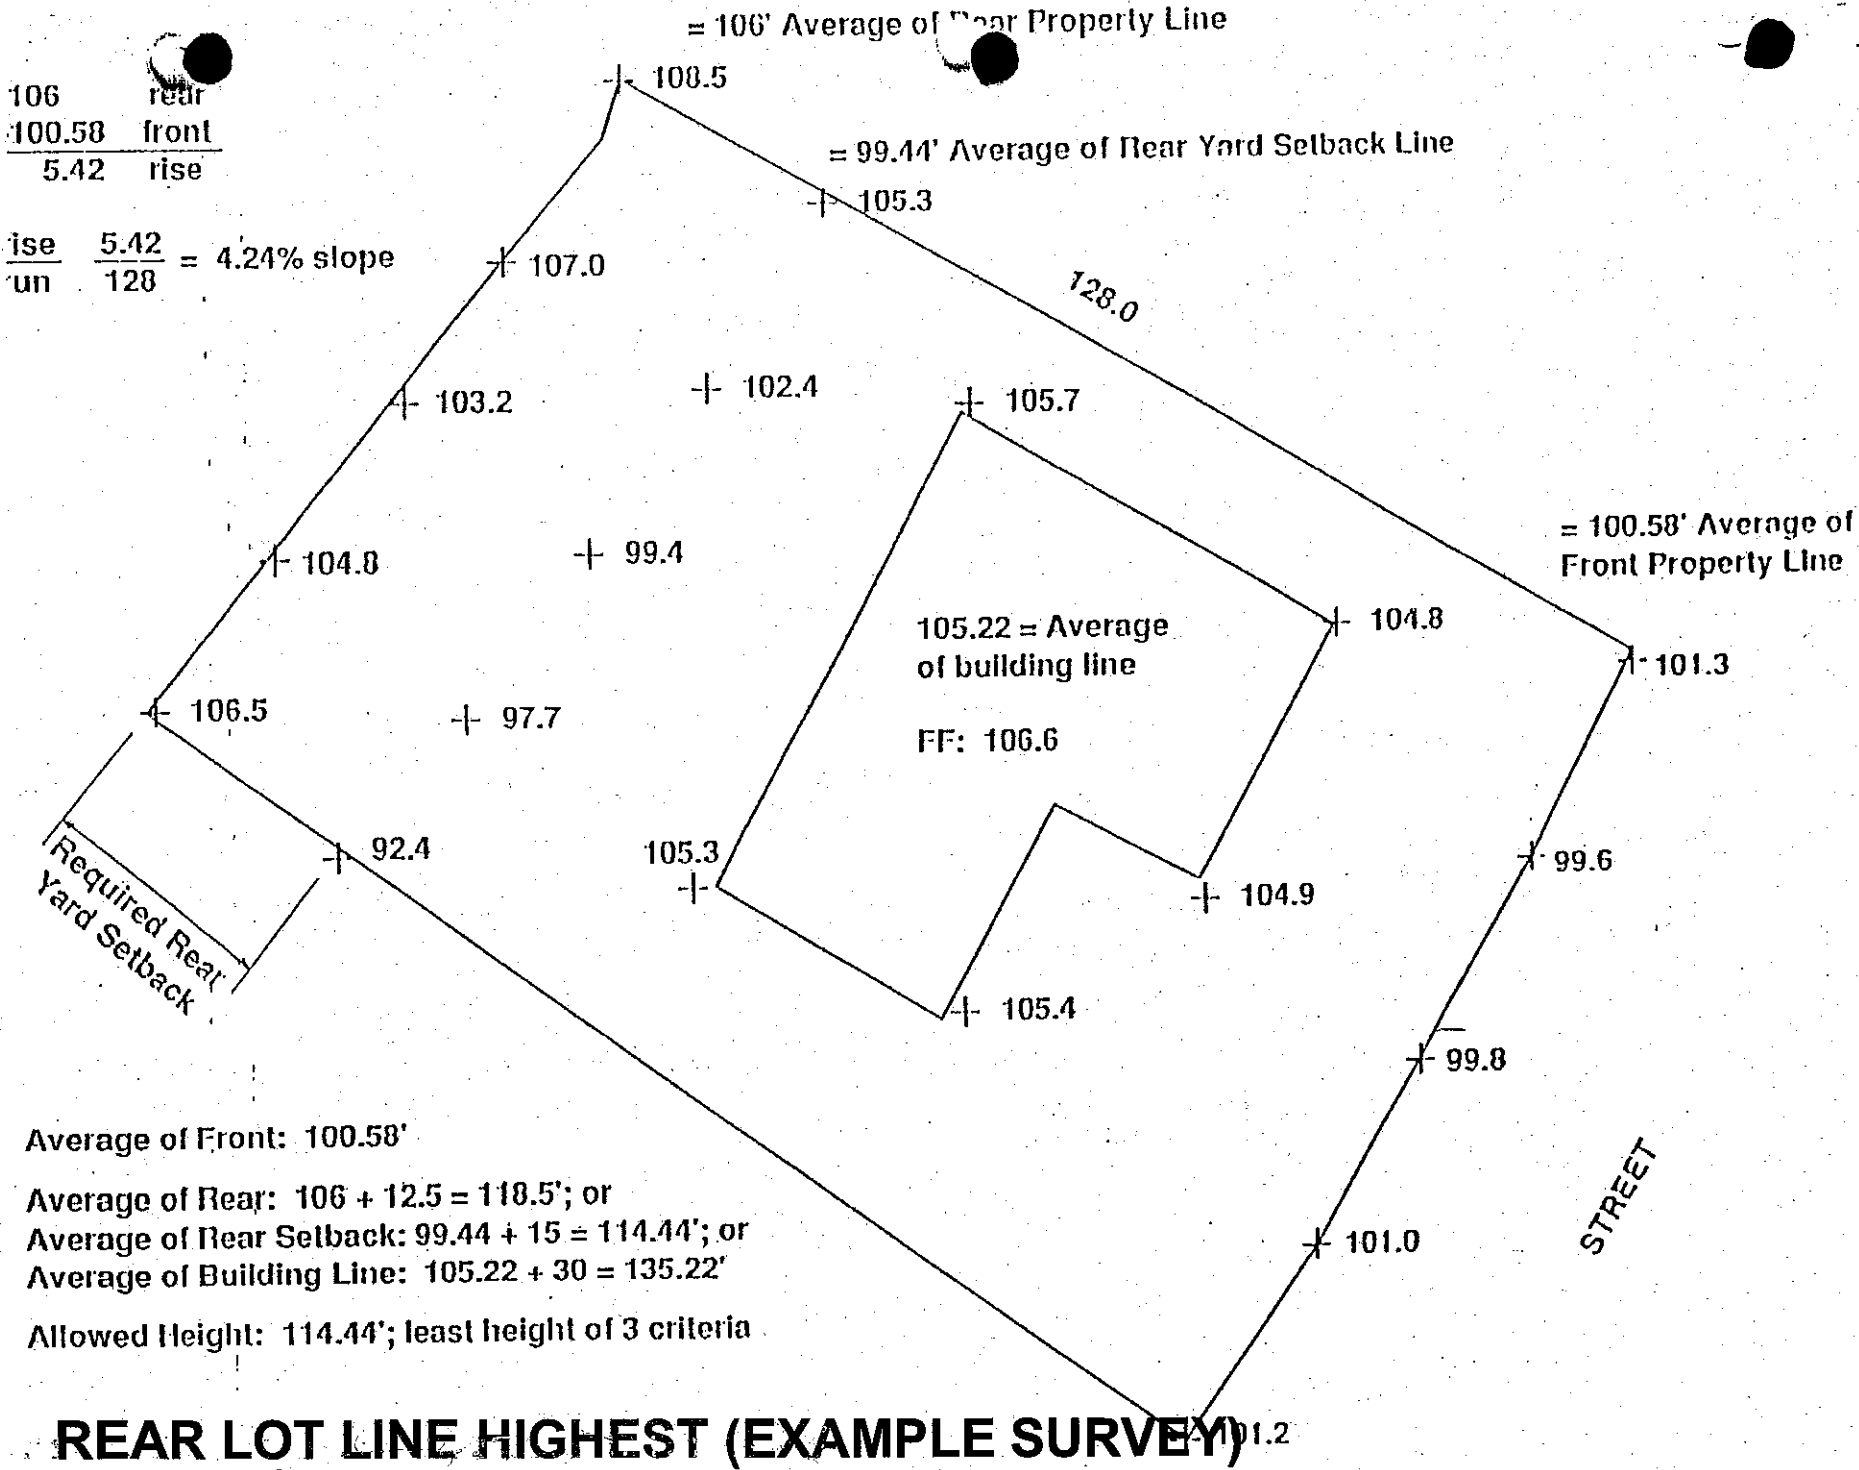 = 106' Average of Rear Property Line
108.5
106 rear
100.58 front
5.42 rise
= 99.44' Average of Rear Yard Setback Line
105.3
ise 5.42 = 4.24% slope
un 128
107.0
128.0
103.2
102.4
105.7
= 100.58' Average of
Front Property Line
104.8
99.4
105.22 = Average
of building line
FF: 106.6
104.8
101.3
106.5
97.7
92.4
105.3
104.9
99.6
Required Rear
Yard Setback
105.4
99.8
Average of Front: 100.58'
Average of Rear: 106 + 12.5 = 118.5'; or
Average of Rear Setback: 99.44 + 15 = 114.44'; or
Average of Building Line: 105.22 + 30 = 135.22'
Allowed Height: 114.44'; least height of 3 criteria
101.0
STREET
101.2
REAR LOT LINE HIGHEST (EXAMPLE SURVEY)